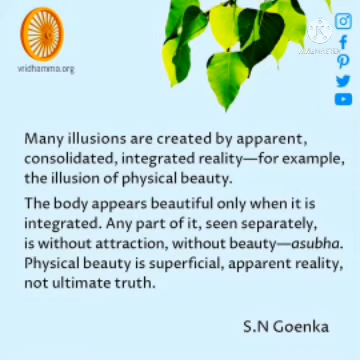 vridhamma.org
Many illusions are created by apparent,
consolidated, integrated reality—for example,
the illusion of physical beauty.
The body appears beautiful only when it is
integrated. Any part of it, seen separately,
is without attraction, without beauty—asubha.
Physical beauty is superficial, apparent reality,
not ultimate truth.
S.N Goenka